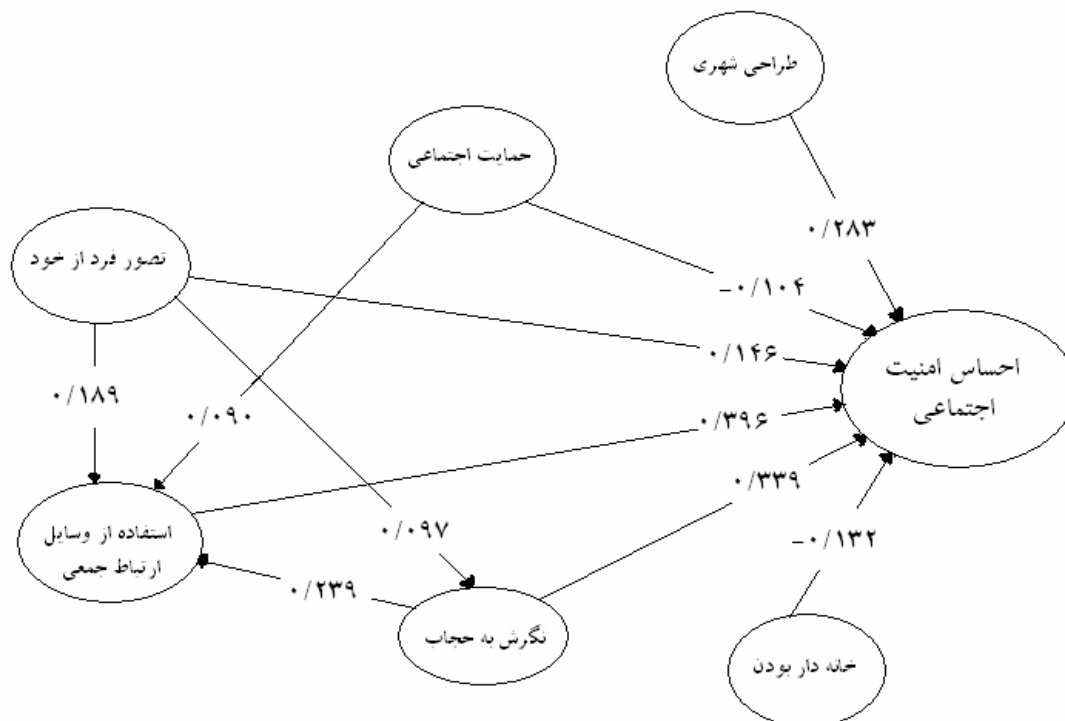 طراحی شهری
حمایت اجتماعی
۰/۲۸۳
تصور فرد از خود
-۰/۱۰۴
۰/۱۴۶
احساس امنیت
اجتماعی
۰/۱۸۹
۰/۰۹۰
۰/۳۹۶
۰/۳۳۹
استفاده از وسایل
ارتباط جمعی
۰/۰۹۷
-۰/۱۳۲
۰/۲۳۹
نگرش به حجاب
خانه دار بودن